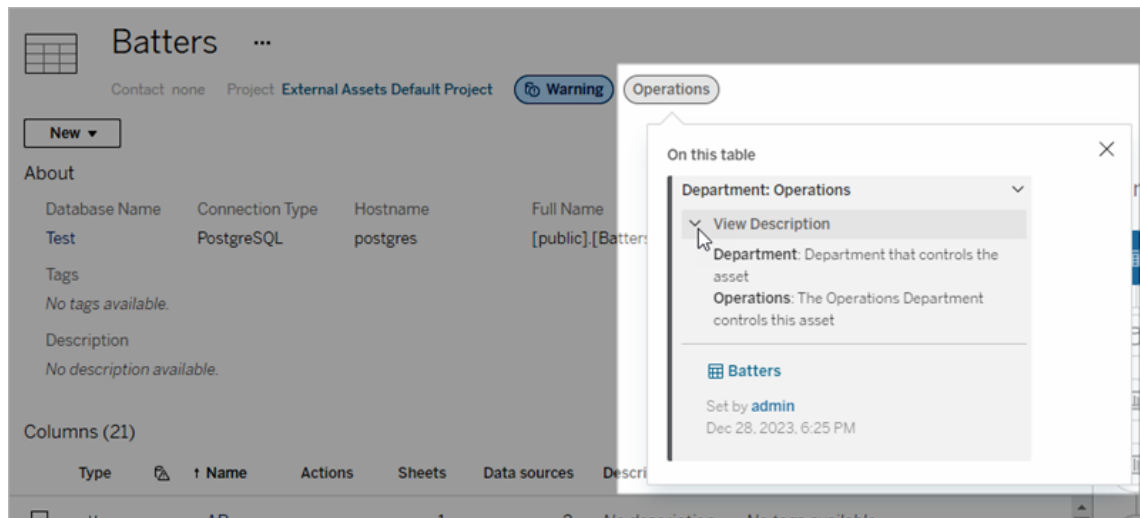 Batters ...
Contact none Project External Assets Default Project Warning Operations
New
About
Database Name Connection Type Hostname Full Name
Test PostgreSQL postgres [public].[Batters
Tags
No tags available.
Description
No description available.
Columns (21)
Type ↑ Name Actions Sheets Data sources Descri
On this table
Department: Operations
View Description
Department: Department that controls the
asset
Operations: The Operations Department
controls this asset
Batters
Set by admin
Dec 28, 2023, 6:25 PM